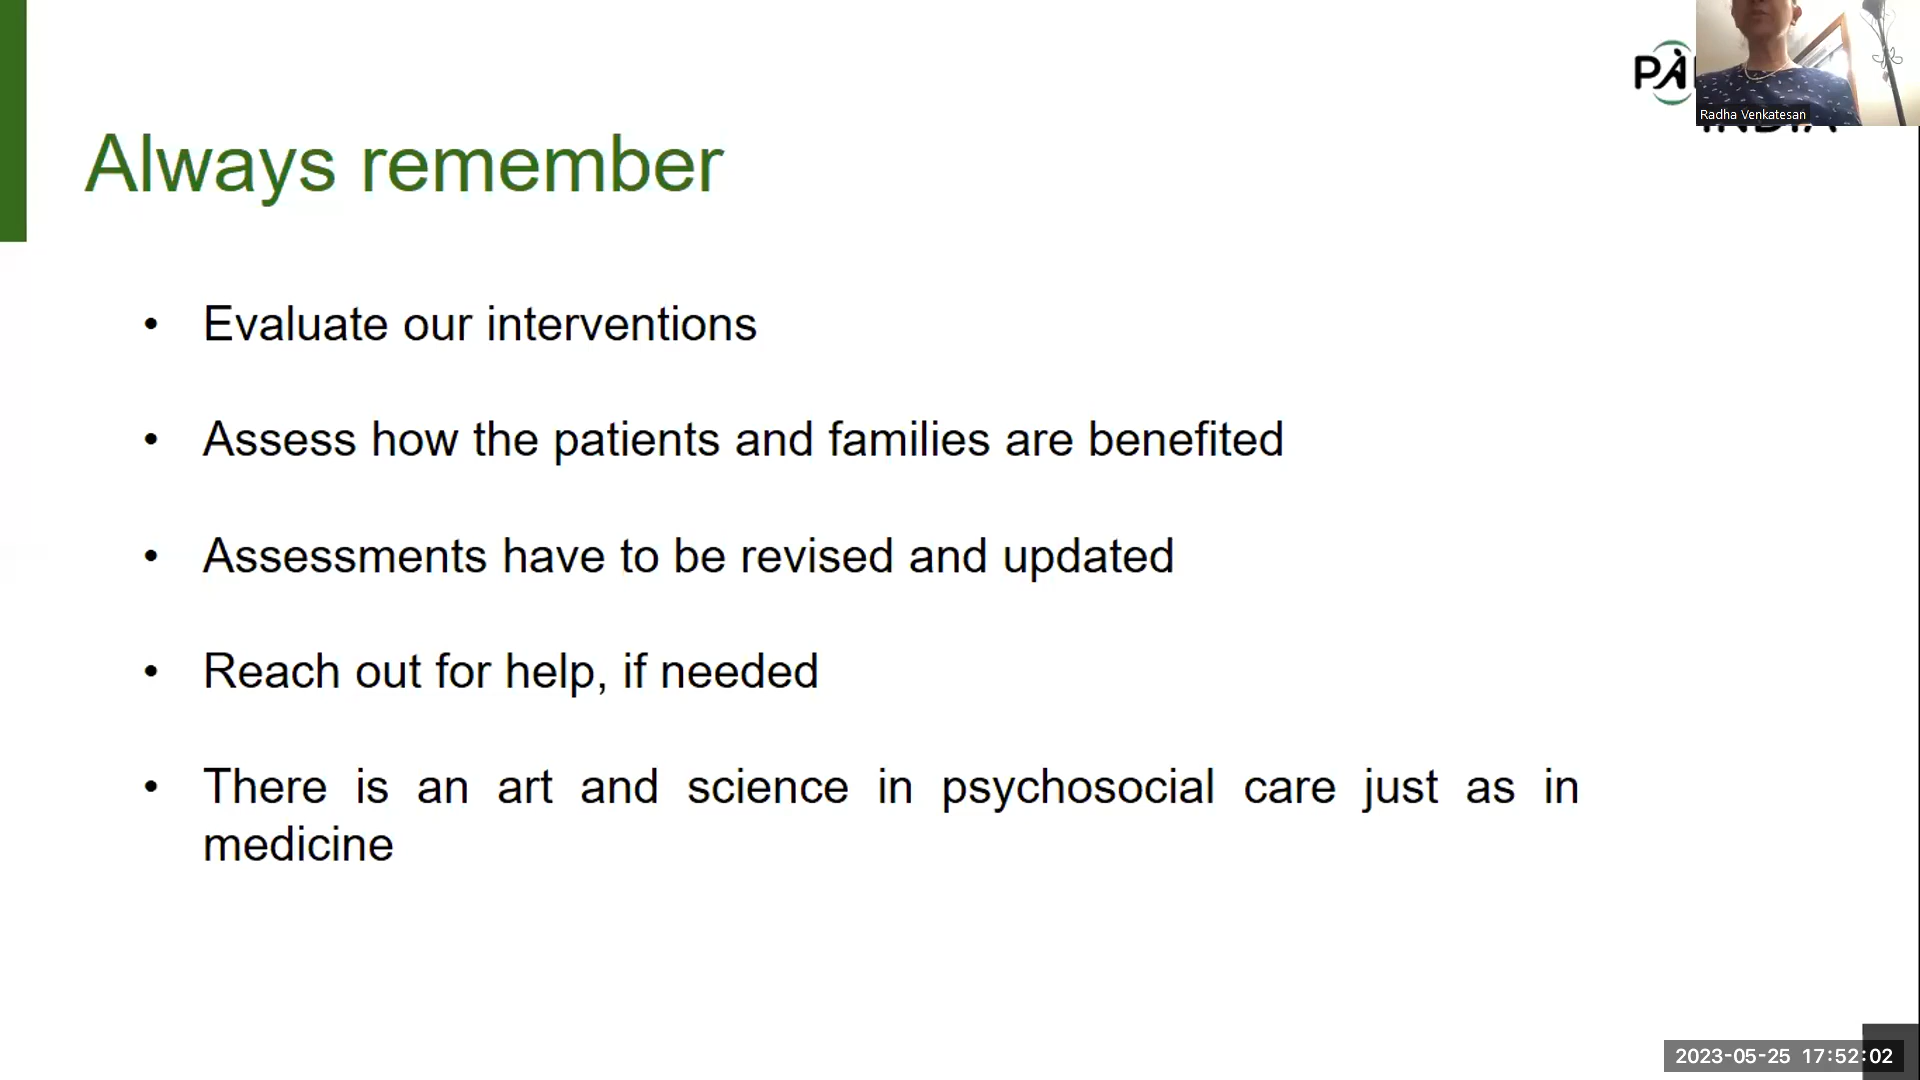 Radha Venkatesan
Always remember
• Evaluate our interventions
• Assess how the patients and families are benefited
• Assessments have to be revised and updated
• Reach out for help, if needed
• There is an art and science in psychosocial care just as in
medicine
2023-05-25 17:52:02